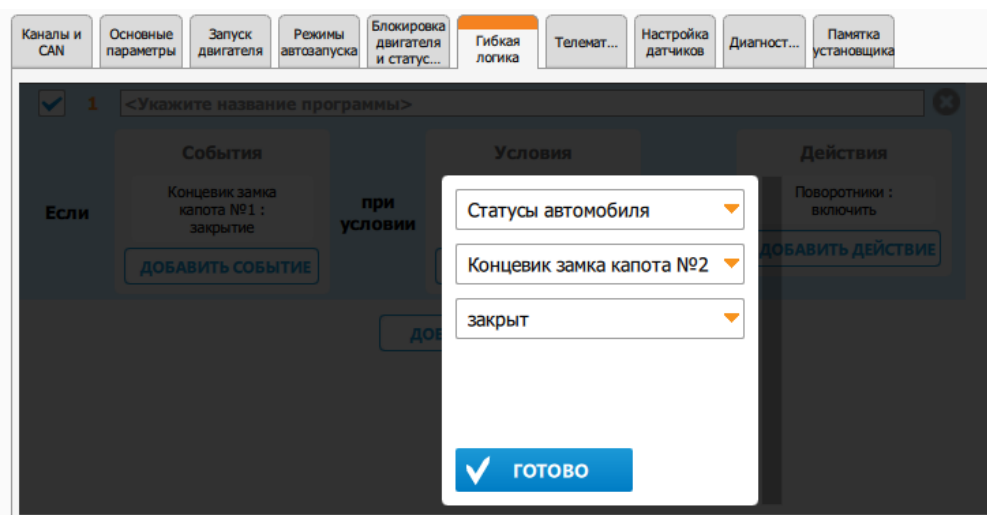 Каналы и
CAN
Основные
параметры
Запуск
двигателя
Режимы
автозапуска
Блокировка
двигателя
и статус...
Гибкая
логика
Телемат...
Настройка
датчиков
Диагност...
Памятка
установщика
1 <Укажите название программы>
События
Условия
Действия
Если
Концевик замка
капота №1 :
закрытие
при
условии
Поворотники :
включить
ДОБАВИТЬ СОБЫТИЕ
ДОБАВИТЬ ДЕЙСТВИЕ
Статусы автомобиля
Концевик замка капота №2
закрыт
ГОТОВО